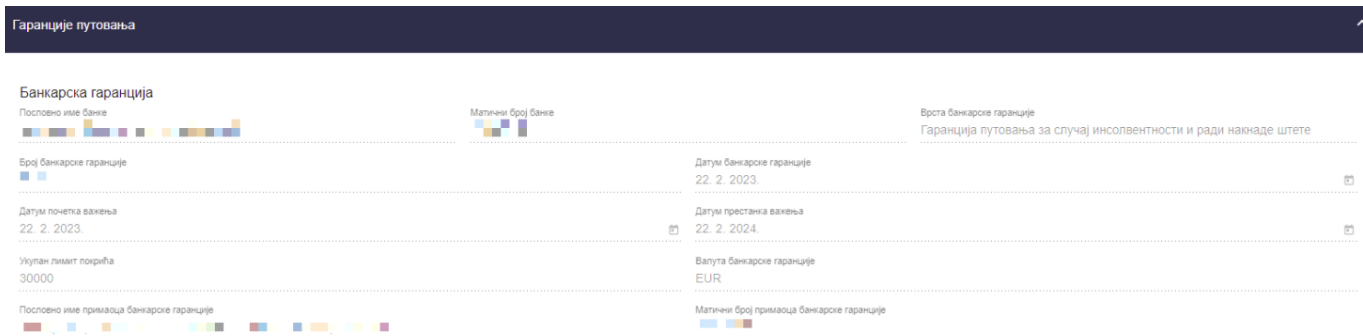 Гаранције путовања
Банкарска гаранција
Пословно име банке Матични број банке Врста банкарске гаранције
Гаранција путовања за случај инсолвентности и ради накнаде штете
Број банкарске гаранције Датум банкарске гаранције
22. 2. 2023.
Датум почетка важења Датум престанка важења
22. 2. 2023. 22. 2. 2024.
Укупан лимит покрића Валута банкарске гаранције
30000 EUR
Пословно име примаоца банкарске гаранције Матични број примаоца банкарске гаранције